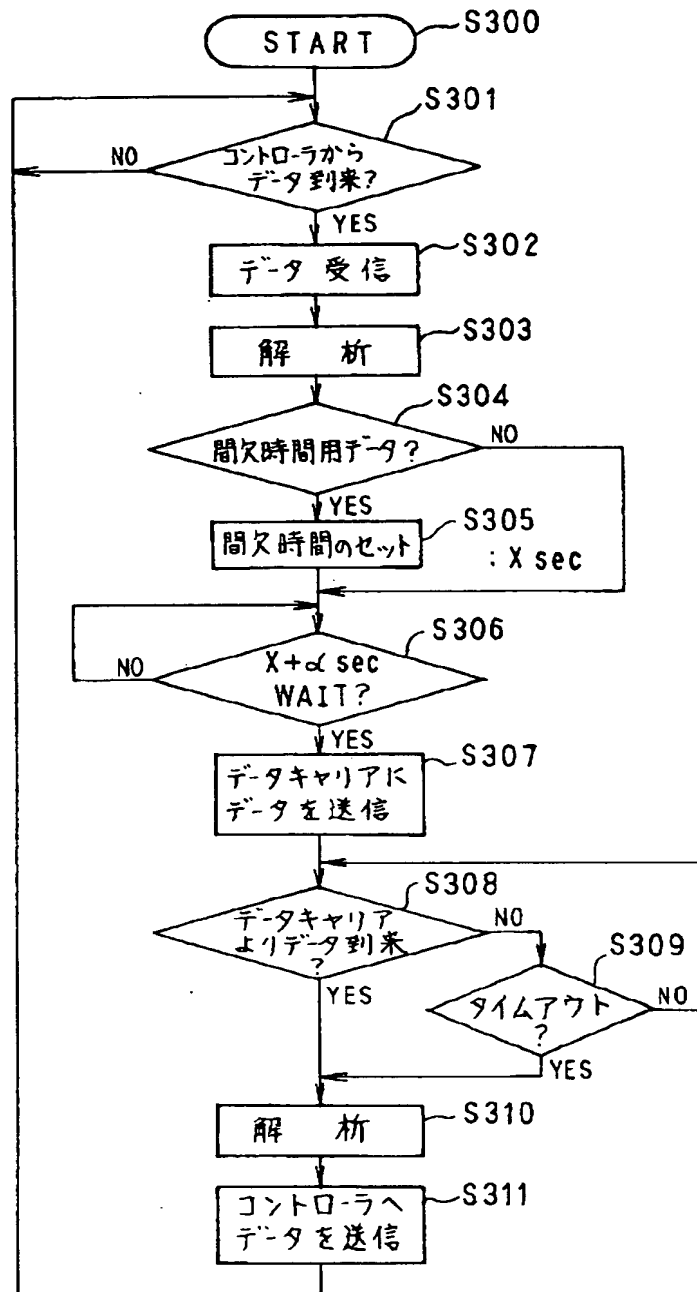 START
S300
S301
コントローラから
データ到来?
NO
YES
S302
データ 受信
S303
解 析
S304
間欠時間用データ?
NO
YES
S305
間欠時間のセット
: X sec
S306
X+α sec
WAIT?
NO
YES
S307
データキャリアに
データを送信
S308
データキャリア
よりデータ到来
?
NO
YES
S309
タイムアウト
?
NO
YES
S310
解 析
S311
コントローラへ
データを送信